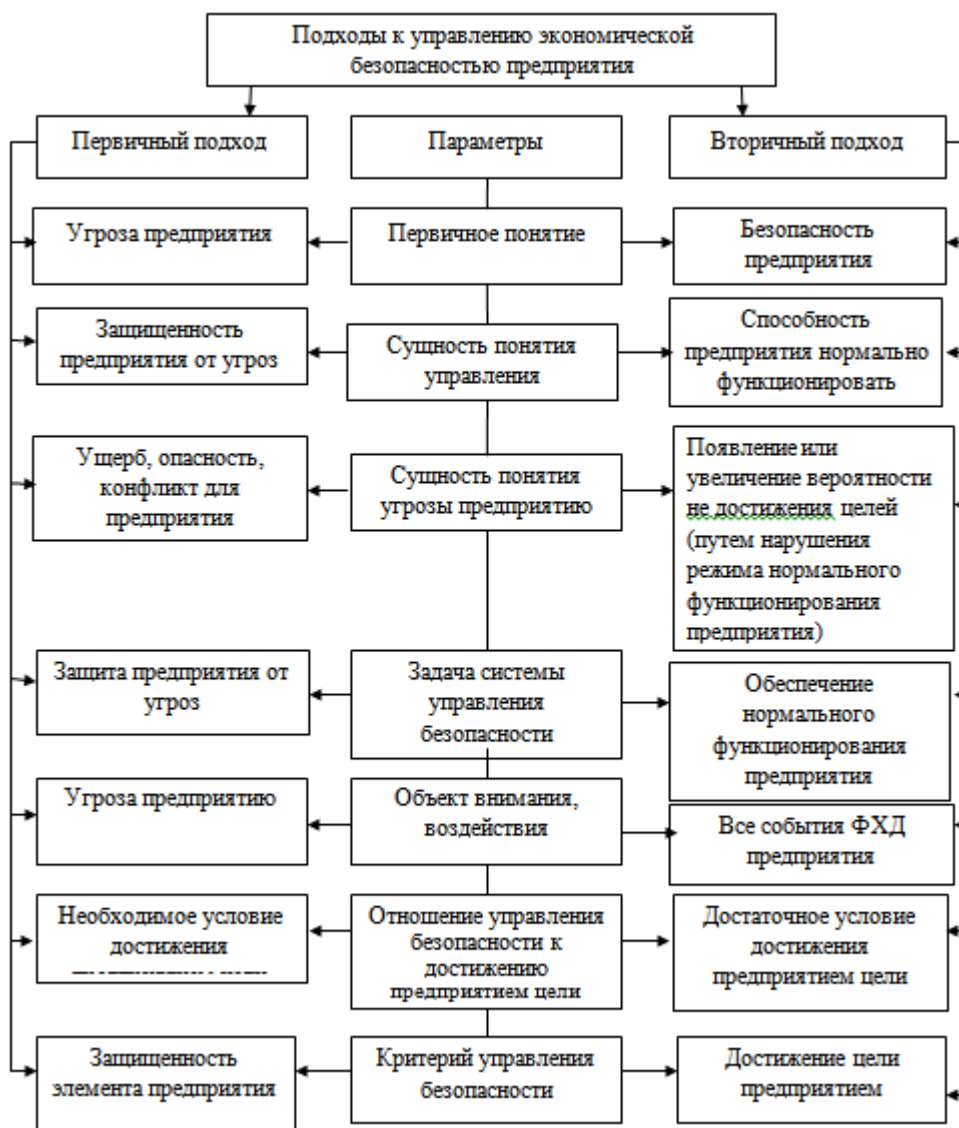 Подходы к управлению экономической
безопасностью предприятия
Первичный подход
Параметры
Вторичный подход
Угроза предприятия
Первичное понятие
Безопасность
предприятия
Защищенность
предприятия от угроз
Сущность понятия
управления
Способность
предприятия нормально
функционировать
Ущерб, опасность,
конфликт для
предприятия
Сущность понятия
угрозы предприятию
Появление или
увеличение вероятности
не достижения целей
(путем нарушения
режима нормального
функционирования
предприятия)
Защита предприятия от
угроз
Задача системы
управления
безопасности
Обеспечение
нормального
функционирования
предприятия
Угроза предприятию
Объект внимания,
воздействия
Все события ФХД
предприятия
Необходимое условие
достижения
Отношение управления
безопасности к
достижению
предприятием цели
Достаточное условие
достижения
предприятием цели
Защищенность
элемента предприятия
Критерий управления
безопасности
Достижение цели
предприятием